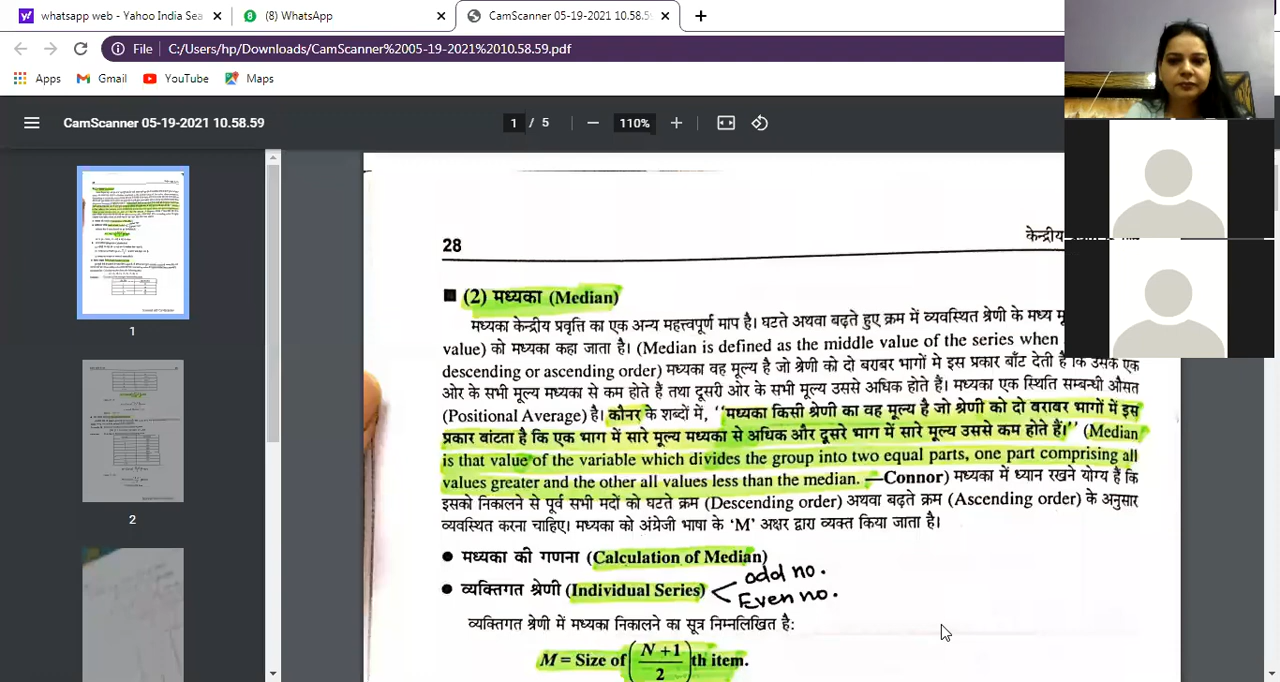 whatsapp web - Yahoo India Sea
(8) WhatsApp
CamScanner 05-19-2021 10.58.5
File C:/Users/hp/Downloads/CamScanner%2005-19-2021%2010.58.59.pdf
Apps Gmail YouTube Maps
CamScanner 05-19-2021 10.58.59
1 / 5
110%
28
केन्द्रीय
(2) मध्यका (Median)
मध्यका केन्द्रीय प्रवृत्ति का एक अन्य महत्त्वपूर्ण माप है। घटते अथवा बढ़ते हुए क्रम में व्यवस्थित श्रेणी के मध्य
value) को मध्यका कहा जाता है। (Median is defined as the middle value of the series when
descending or ascending order) मध्यका वह मूल्य है जो श्रेणी को दो बराबर भागों मे इस प्रकार बाँट देती है कि उसके एक
ओर के सभी मूल्य मध्यका से कम होते हैं तथा दूसरी ओर के सभी मूल्य उससे अधिक होते हैं। मध्यका एक स्थिति सम्बन्धी औसत
(Positional Average) है। कौनर के शब्दों में, ''मध्यका किसी श्रेणी का वह मूल्य है जो श्रेणी को दो बराबर भागों में इस
प्रकार बांटता है कि एक भाग में सारे मूल्य मध्यका से अधिक और दूसरे भाग में सारे मूल्य उससे कम होते हैं।'' (Median
is that value of the variable which divides the group into two equal parts, one part comprising all
values greater and the other all values less than the median. —Connor) मध्यका में ध्यान रखने योग्य हैं कि
इसको निकालने से पूर्व सभी मदों को घटते क्रम (Descending order) अथवा बढ़ते क्रम (Ascending order) के अनुसार
व्यवस्थित करना चाहिए। मध्यका को अंग्रेजी भाषा के 'M' अक्षर द्वारा व्यक्त किया जाता है।
● मध्यका की गणना (Calculation of Median)
● व्यक्तिगत श्रेणी (Individual Series)
odd no.
Even no.
व्यक्तिगत श्रेणी में मध्यका निकालने का सूत्र निम्नलिखित है:
M = Size of (N + 1 / 2) th item.
1
2